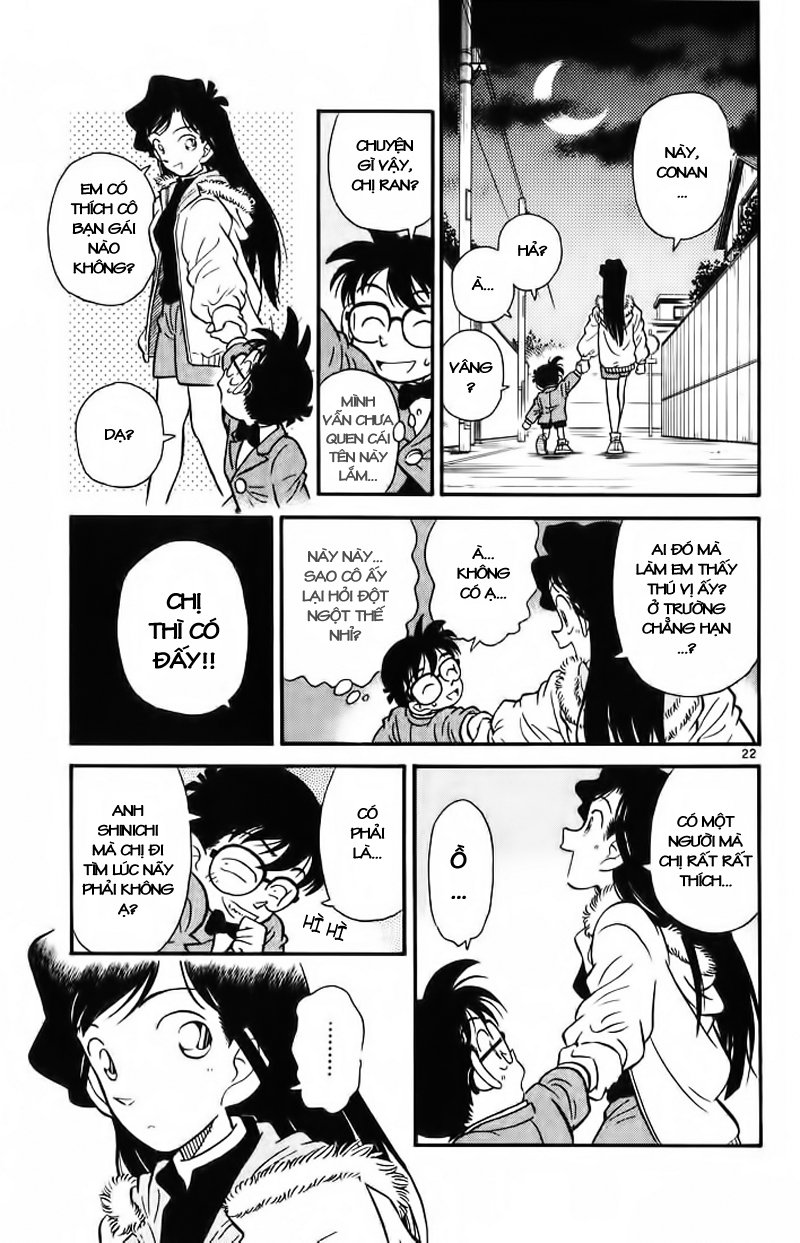 NÀY,
CONAN
...
HẢ?
À...
VÂNG
?
CHUYỆN
GÌ VẬY,
CHỊ RAN?
MÌNH
VẪN CHƯA
QUEN CÁI
TÊN NÀY
LẮM...
EM CÓ
THÍCH CÔ
BẠN GÁI
NÀO
KHÔNG?
DẠ?
AI ĐÓ MÀ
LÀM EM THẤY
THÚ VỊ ẤY?
Ở TRƯỜNG
CHẲNG HẠN
...?
À...
KHÔNG
CÓ Ạ...
NÀY NÀY...
SAO CÔ ẤY
LẠI HỎI ĐỘT
NGỘT THẾ
NHỈ?
CHỊ
THÌ CÓ
ĐẤY!!
22
CÓ MỘT
NGƯỜI MÀ
CHỊ RẤT RẤT
THÍCH...
Ồ
...
CÓ
PHẢI
LÀ...
HÌ HÌ
ANH
SHINICHI
MÀ CHỊ ĐI
TÌM LÚC NÃY
PHẢI KHÔNG
Ạ?
.........